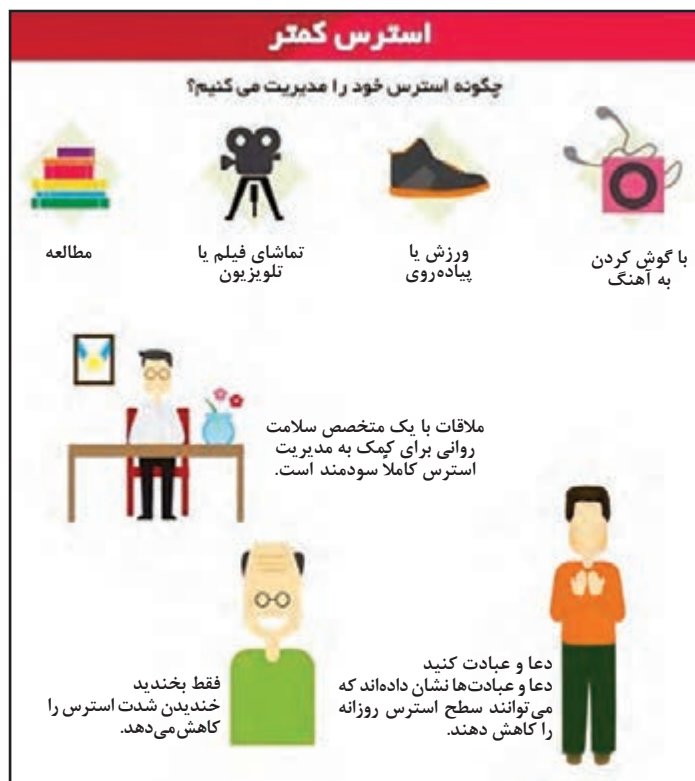 استرس کمتر
چگونه استرس خود را مدیریت می کنیم؟
با گوش کردن
به آهنگ
ورزش یا
پیاده‌روی
تماشای فیلم یا
تلویزیون
مطالعه
ملاقات با یک متخصص سلامت
روانی برای کمک به مدیریت
استرس کاملاً سودمند است.
دعا و عبادت کنید
دعا و عبادت‌ها نشان داده‌اند که
می‌توانند سطح استرس روزانه
را کاهش دهند.
فقط بخندید
خندیدن شدت استرس را
کاهش‌می‌دهد.